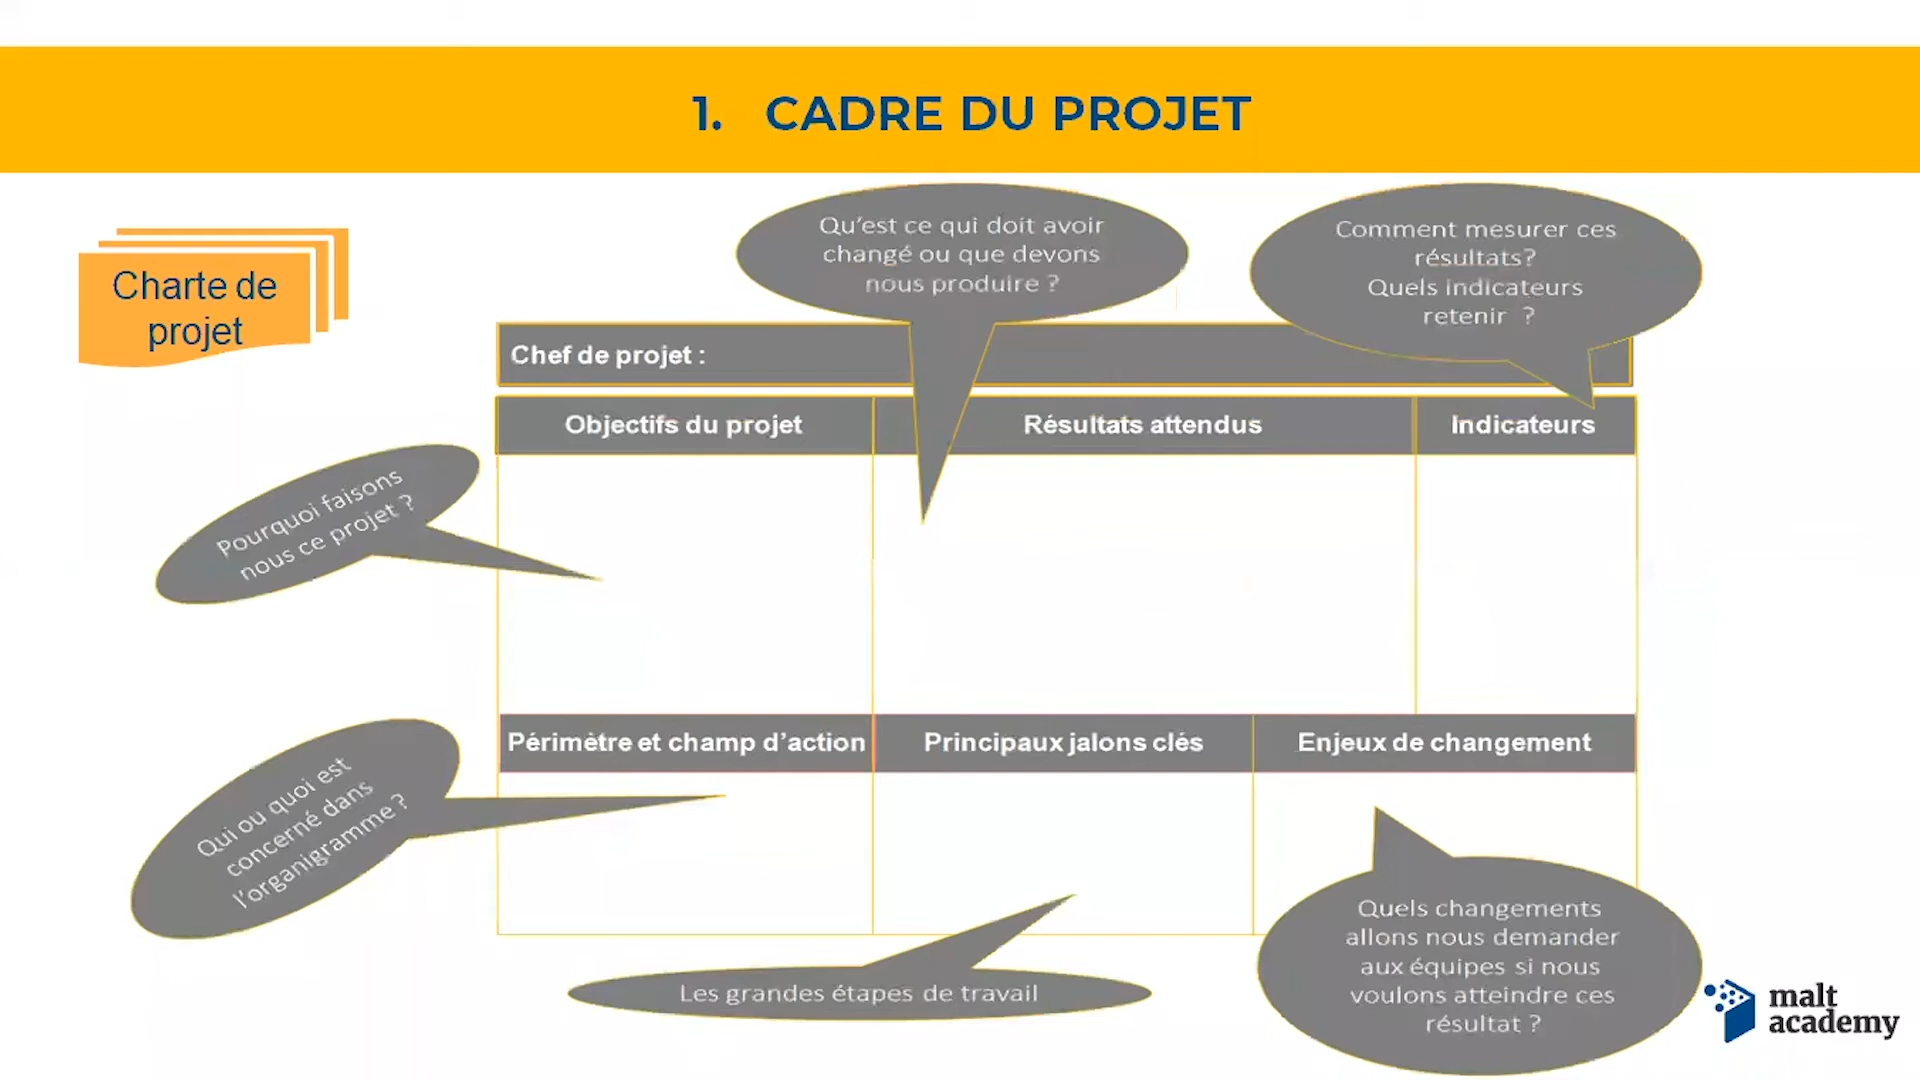 1. CADRE DU PROJET
Charte de
projet
Qu’est ce qui doit avoir
changé ou que devons
nous produire ?
Comment mesurer ces
résultats?
Quels indicateurs
retenir ?
Chef de projet :
Objectifs du projet
Résultats attendus
Indicateurs
Pourquoi faisons
nous ce projet ?
Périmètre et champ d’action
Principaux jalons clés
Enjeux de changement
Qui ou quoi est
concerné dans
l’organigramme ?
Les grandes étapes de travail
Quels changements
allons nous demander
aux équipes si nous
voulons atteindre ces
résultat ?
malt
academy